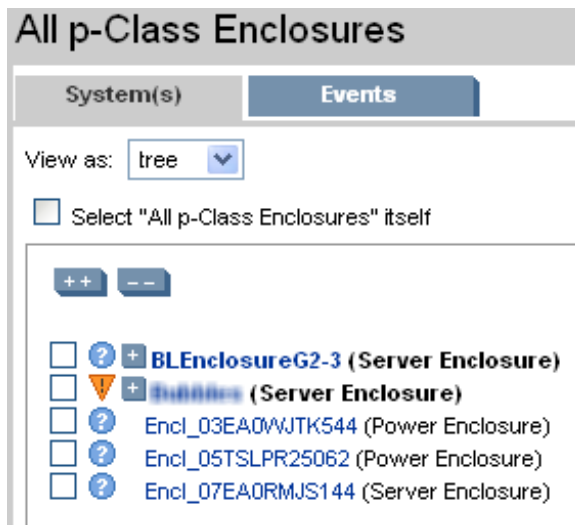 All p-Class Enclosures
System(s) Events
View as: tree
Select "All p-Class Enclosures" itself
++ --
? + BLEnclosureG2-3 (Server Enclosure)
! + (Server Enclosure)
? Encl_03EA0WJTK544 (Power Enclosure)
? Encl_05TSLPR25062 (Power Enclosure)
? Encl_07EA0RMJS144 (Server Enclosure)